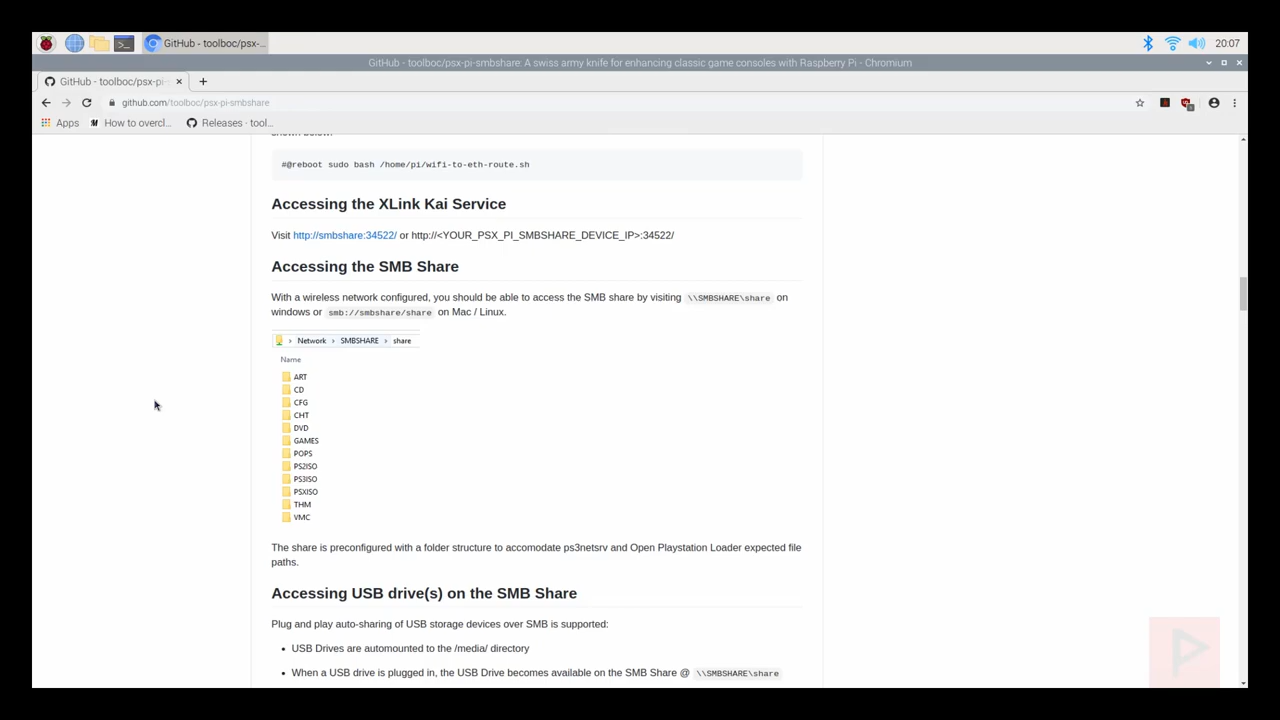 GitHub - toolboc/psx-...
20:07
GitHub - toolboc/psx-pi-smbshare: A swiss army knife for enhancing classic game consoles with Raspberry Pi - Chromium
GitHub - toolboc/psx-pi-
github.com/toolboc/psx-pi-smbshare
Apps
How to overcl...
Releases · tool...
#@reboot sudo bash /home/pi/wifi-to-eth-route.sh
Accessing the XLink Kai Service
Visit http://smbshare:34522/ or http://<YOUR_PSX_PI_SMBSHARE_DEVICE_IP>:34522/
Accessing the SMB Share
With a wireless network configured, you should be able to access the SMB share by visiting \\SMBSHARE\share on
windows or smb://smbshare/share on Mac / Linux.
Network > SMBSHARE > share
Name
ART
CD
CFG
CHT
DVD
GAMES
POPS
PS2ISO
PS3ISO
PSXISO
THM
VMC
The share is preconfigured with a folder structure to accomodate ps3netsrv and Open Playstation Loader expected file
paths.
Accessing USB drive(s) on the SMB Share
Plug and play auto-sharing of USB storage devices over SMB is supported:
• USB Drives are automounted to the /media/ directory
• When a USB drive is plugged in, the USB Drive becomes available on the SMB Share @ \\SMBSHARE\share